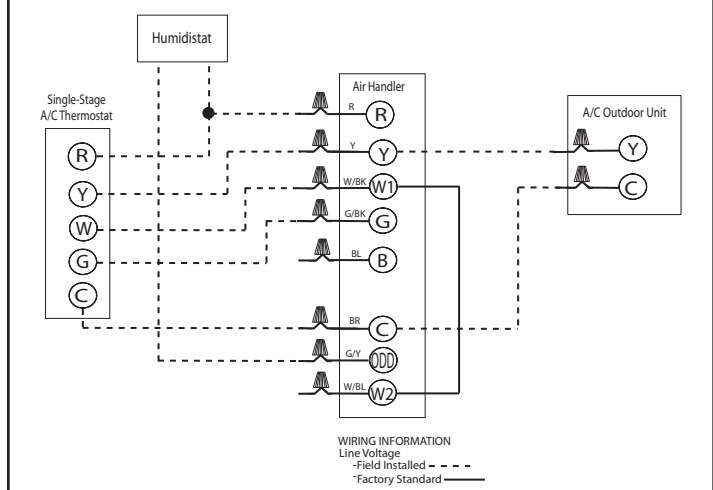 Humidistat
Single-Stage
A/C Thermostat
R
Y
W
G
C
Air Handler
R
R
Y
Y
W/BK
W1
G/BK
G
BL
B
BR
C
G/Y
ODD
W/BL
W2
A/C Outdoor Unit
Y
C
WIRING INFORMATION
Line Voltage
-Field Installed
-Factory Standard